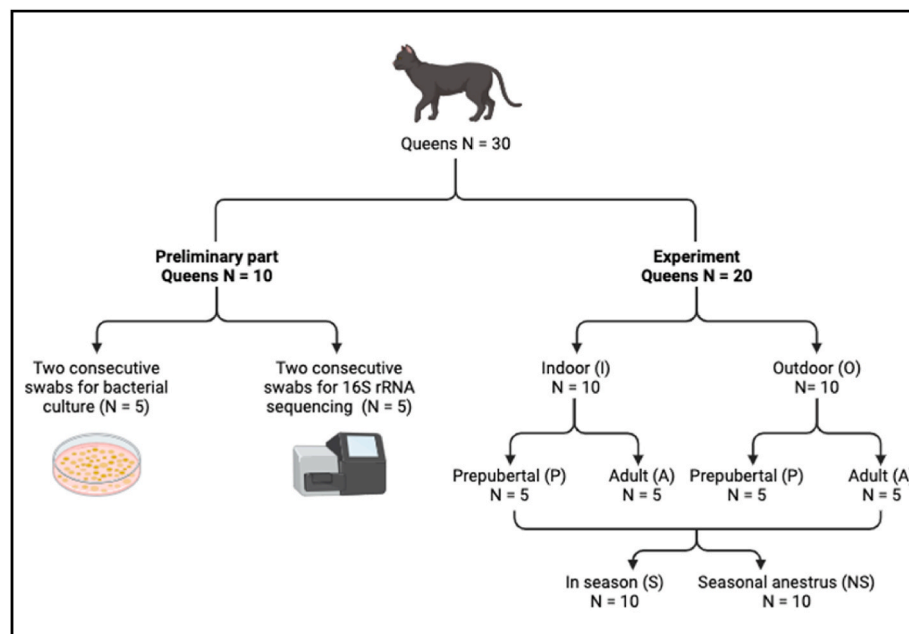 Queens N = 30
Preliminary part
Queens N = 10
Experiment
Queens N = 20
Two consecutive
swabs for bacterial
culture (N = 5)
Two consecutive
swabs for 16S rRNA
sequencing (N = 5)
Indoor (I)
N = 10
Outdoor (O)
N= 10
Prepubertal (P)
N = 5
Adult (A)
N = 5
Prepubertal (P)
N = 5
Adult (A
N = 5
In season (S)
N = 10
Seasonal anestrus (NS)
N = 10